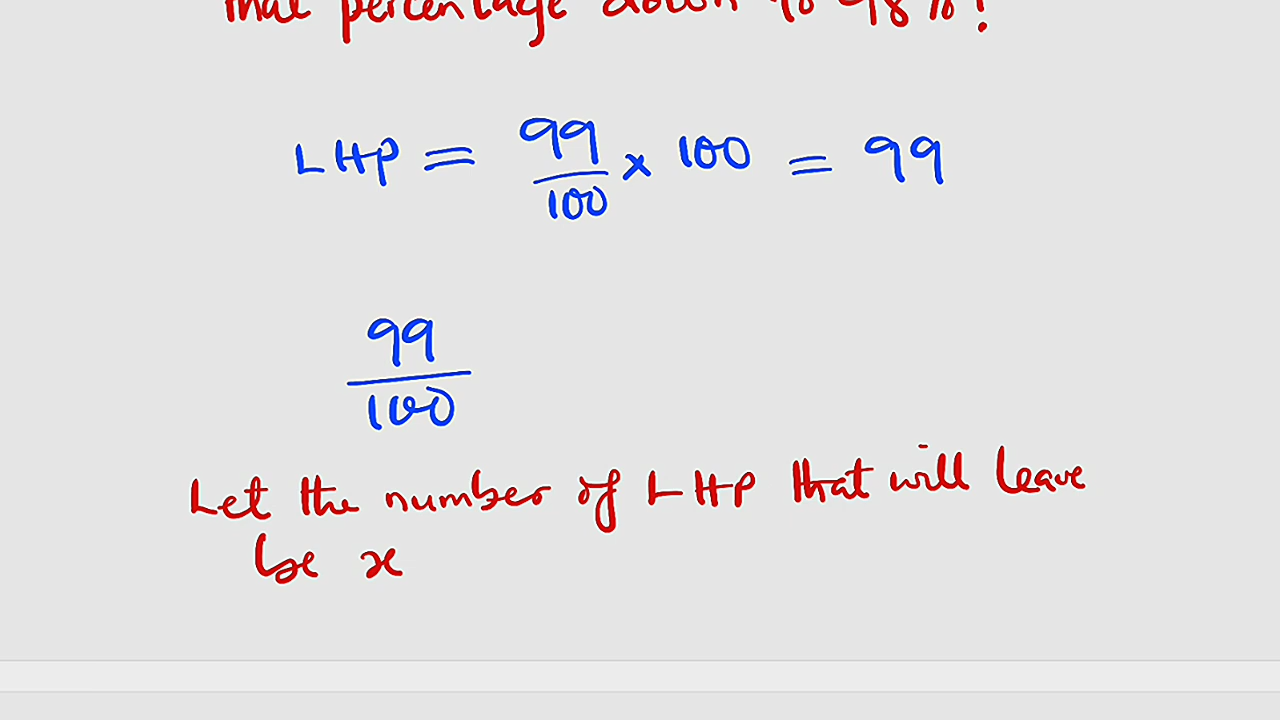 that percentage down to 98%?
LHP = 99/100 × 100 = 99
99
100
Let the number of LHP that will leave
be x